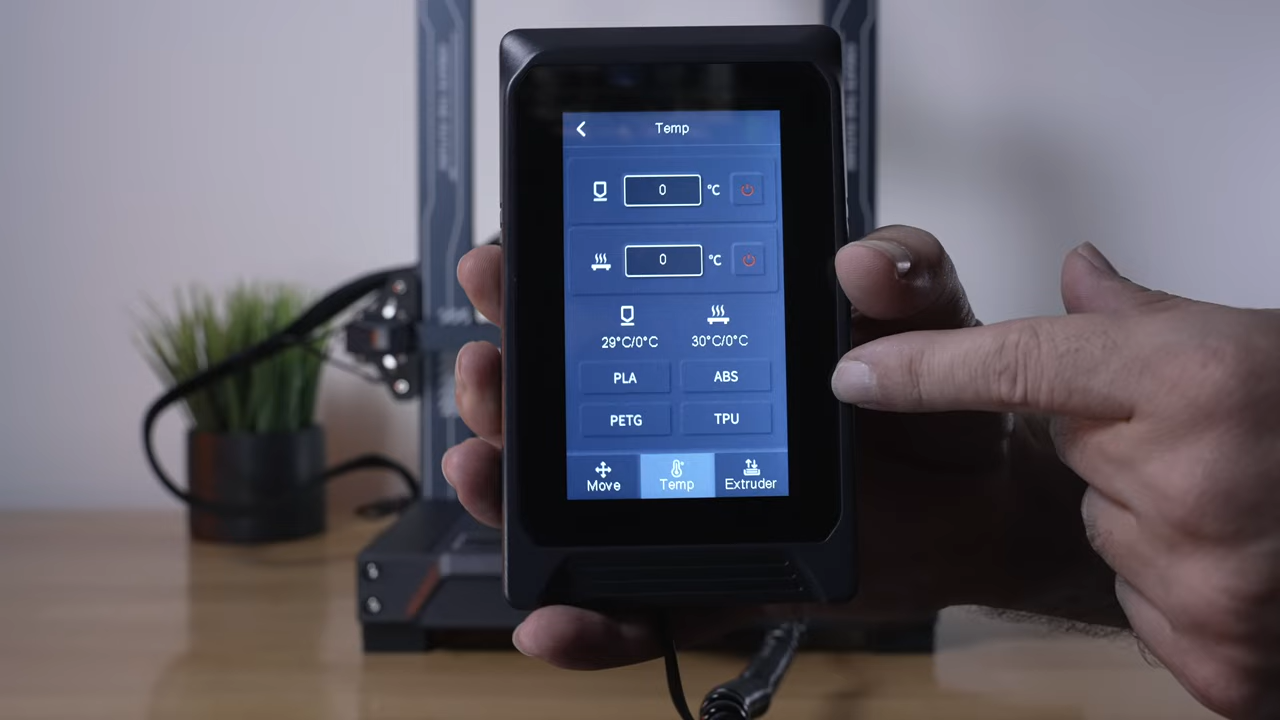 Temp
0 °C
0 °C
29°C/0°C 30°C/0°C
PLA ABS
PETG TPU
Move Temp Extruder